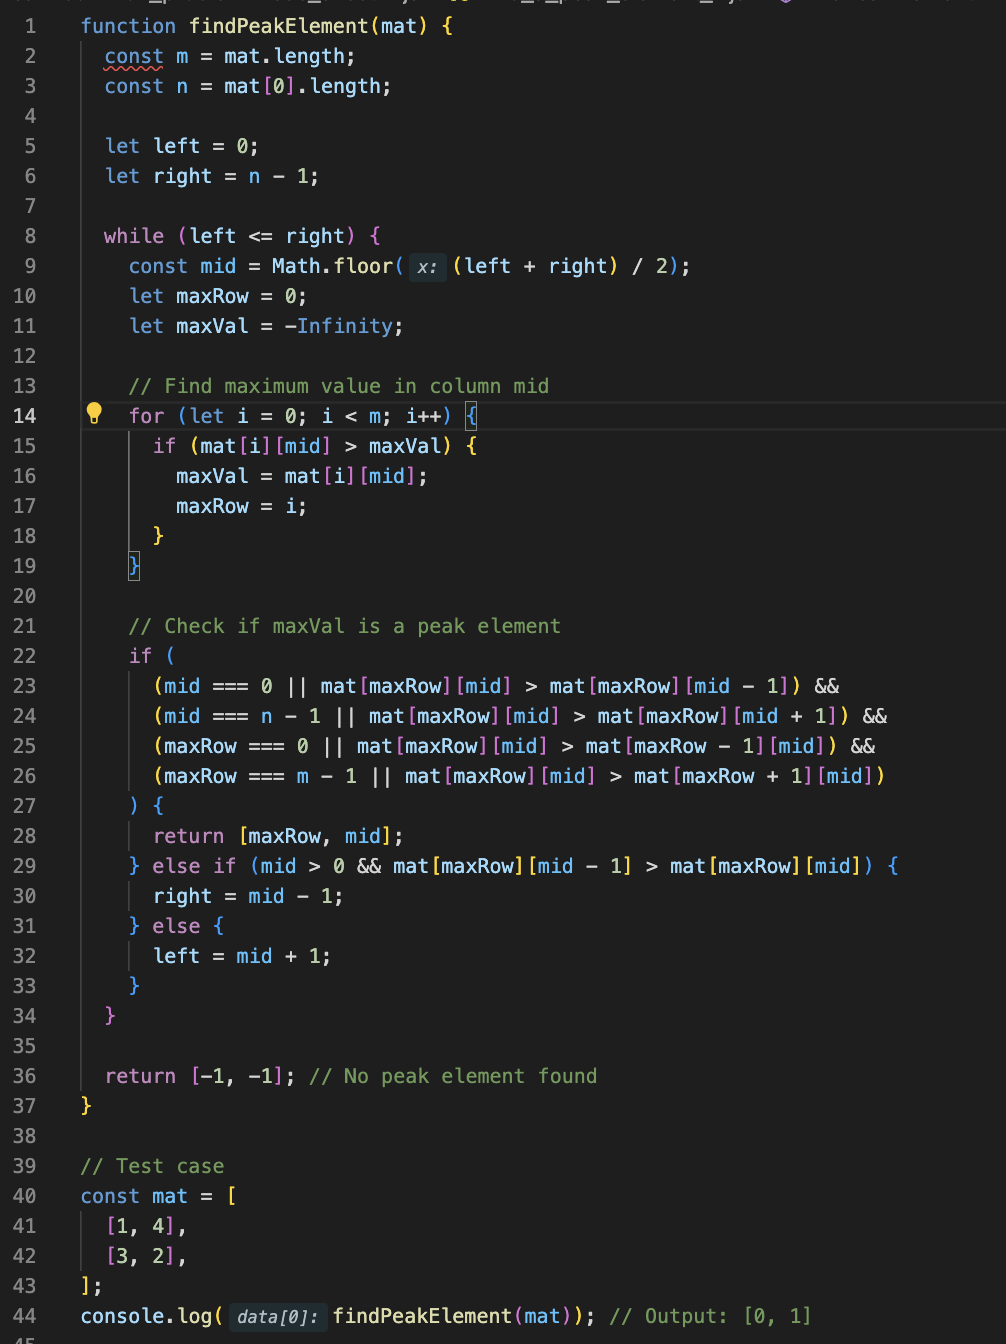 1 function findPeakElement(mat) {
2   const m = mat.length;
3   const n = mat[0].length;
4
5   let left = 0;
6   let right = n - 1;
7
8   while (left <= right) {
9     const mid = Math.floor( x: (left + right) / 2);
10     let maxRow = 0;
11     let maxVal = -Infinity;
12
13     // Find maximum value in column mid
14     for (let i = 0; i < m; i++) {
15       if (mat[i][mid] > maxVal) {
16         maxVal = mat[i][mid];
17         maxRow = i;
18       }
19     }
20
21     // Check if maxVal is a peak element
22     if (
23       (mid === 0 || mat[maxRow][mid] > mat[maxRow][mid - 1]) &&
24       (mid === n - 1 || mat[maxRow][mid] > mat[maxRow][mid + 1]) &&
25       (maxRow === 0 || mat[maxRow][mid] > mat[maxRow - 1][mid]) &&
26       (maxRow === m - 1 || mat[maxRow][mid] > mat[maxRow + 1][mid])
27     ) {
28       return [maxRow, mid];
29     } else if (mid > 0 && mat[maxRow][mid - 1] > mat[maxRow][mid]) {
30       right = mid - 1;
31     } else {
32       left = mid + 1;
33     }
34   }
35
36   return [-1, -1]; // No peak element found
37 }
38
39 // Test case
40 const mat = [
41   [1, 4],
42   [3, 2],
43 ];
44 console.log( data[0]: findPeakElement(mat)); // Output: [0, 1]